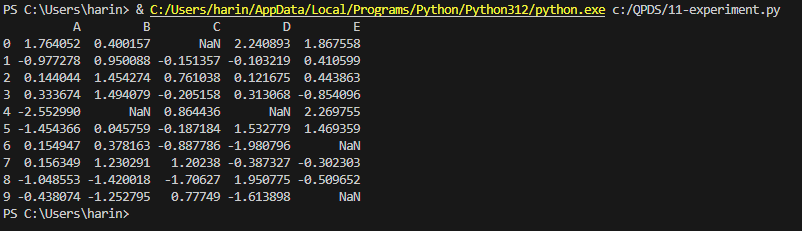 PS C:\Users\harin> & C:/Users/harin/AppData/Local/Programs/Python/Python312/python.exe c:/QPDS/11-experiment.py
          A         B         C         D         E
0  1.764052  0.400157       NaN  2.240893  1.867558
1 -0.977278  0.950088 -0.151357 -0.103219  0.410599
2  0.144044  1.454274  0.761038  0.121675  0.443863
3  0.333674  1.494079 -0.205158  0.313068 -0.854096
4 -2.552990       NaN  0.864436       NaN  2.269755
5 -1.454366  0.045759 -0.187184  1.532779  1.469359
6  0.154947  0.378163 -0.887786 -1.980796       NaN
7  0.156349  1.230291   1.20238 -0.387327 -0.302303
8 -1.048553 -1.420018  -1.70627  1.950775 -0.509652
9 -0.438074 -1.252795   0.77749 -1.613898       NaN
PS C:\Users\harin>